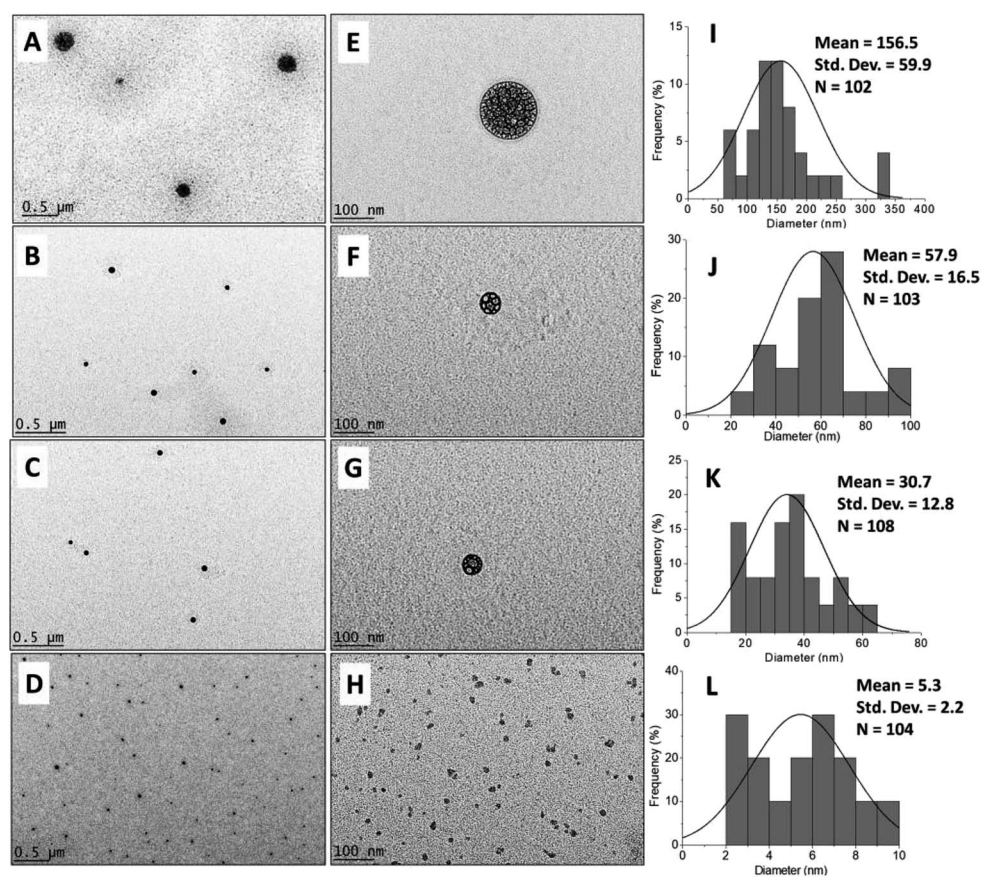 A
0.5 µm
E
100 nm
I
Mean = 156.5
Std. Dev. = 59.9
N = 102
15
10
5
0
Frequency (%)
0 50 100 150 200 250 300 350 400
Diameter (nm)
B
0.5 µm
F
100 nm
J
Mean = 57.9
Std. Dev. = 16.5
N = 103
30
20
10
0
Frequency (%)
0 20 40 60 80 100
Diameter (nm)
C
0.5 µm
G
100 nm
K
Mean = 30.7
Std. Dev. = 12.8
N = 108
25
20
15
10
5
0
Frequency (%)
0 20 40 60 80
Diameter (nm)
D
0.5 µm
H
100 nm
L
Mean = 5.3
Std. Dev. = 2.2
N = 104
40
30
20
10
0
Frequency (%)
0 2 4 6 8 10
Diameter (nm)